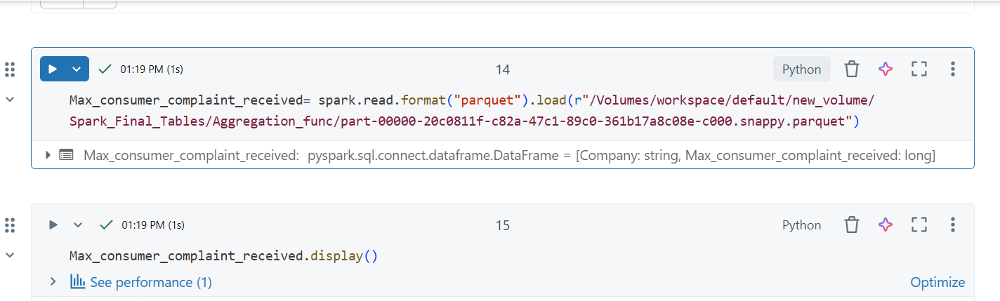 01:19 PM (1s)
14
Python
Max_consumer_complaint_received= spark.read.format("parquet").load(r"/Volumes/workspace/default/new_volume/
Spark_Final_Tables/Aggregation_func/part-00000-20c0811f-c82a-47c1-89c0-361b17a8c08e-c000.snappy.parquet")
Max_consumer_complaint_received: pyspark.sql.connect.dataframe.DataFrame = [Company: string, Max_consumer_complaint_received: long]
01:19 PM (1s)
15
Python
Max_consumer_complaint_received.display()
See performance (1)
Optimize